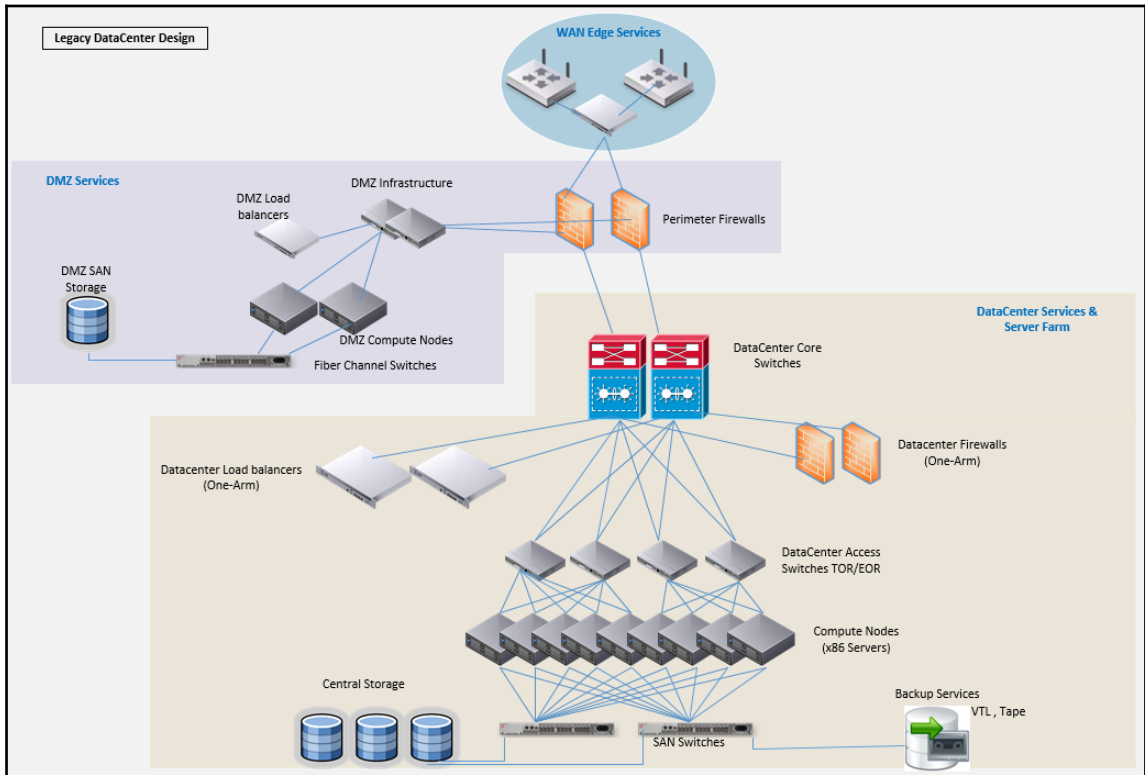 Legacy DataCenter Design
WAN Edge Services
DMZ Services
DMZ Infrastructure
DMZ Load
balancers
Perimeter Firewalls
DMZ SAN
Storage
DMZ Compute Nodes
Fiber Channel Switches
DataCenter Services &
Server Farm
DataCenter Core
Switches
Datacenter Load balancers
(One-Arm)
Datacenter Firewalls
(One-Arm)
DataCenter Access
Switches TOR/EOR
Compute Nodes
(x86 Servers)
Central Storage
SAN Switches
Backup Services
VTL , Tape